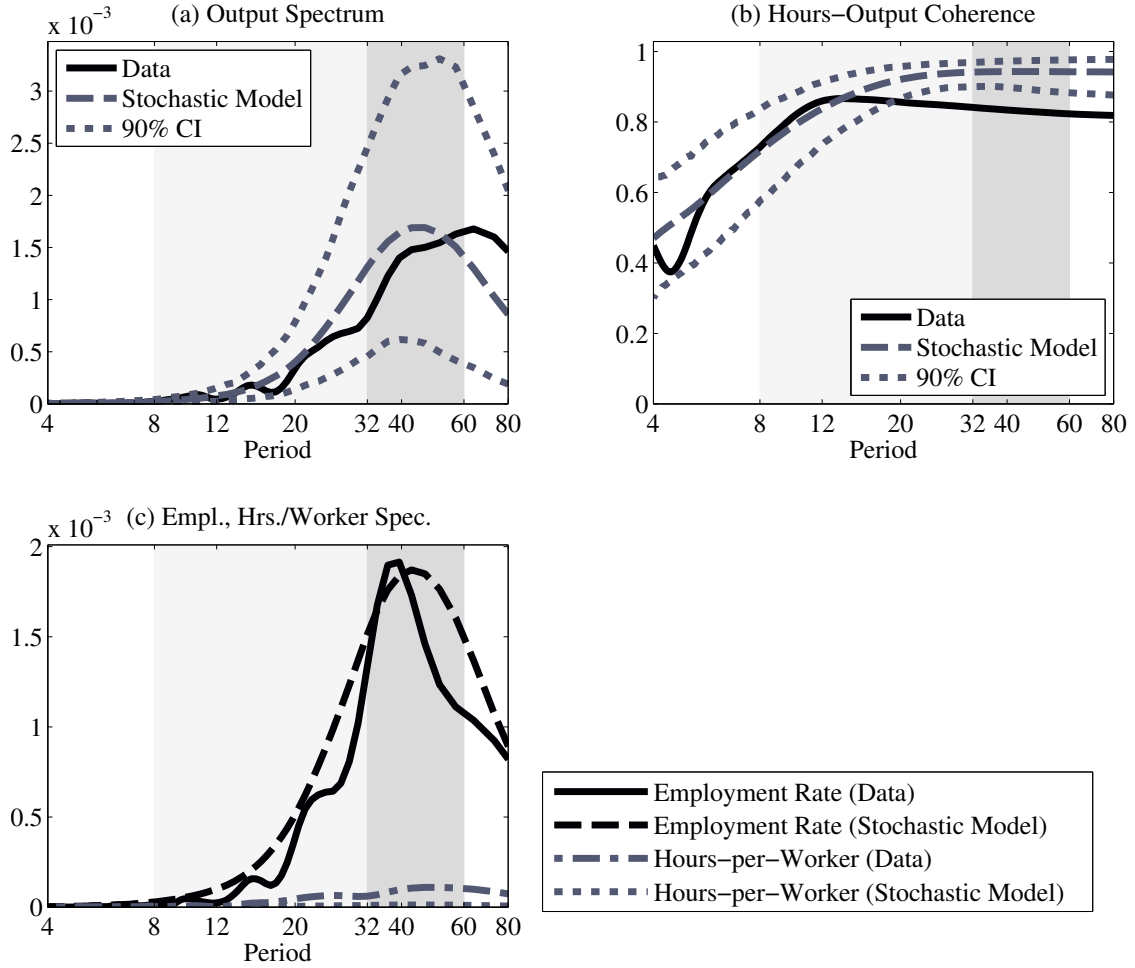 (a) Output Spectrum
x 10⁻³
3
2.5
2
1.5
1
0.5
0
4 8 12 20 32 40 60 80
Period
Data
Stochastic Model
90% CI
(b) Hours−Output Coherence
1
0.8
0.6
0.4
0.2
0
4 8 12 20 32 40 60 80
Period
Data
Stochastic Model
90% CI
(c) Empl., Hrs./Worker Spec.
x 10⁻³
2
1.5
1
0.5
0
4 8 12 20 32 40 60 80
Period
Employment Rate (Data)
Employment Rate (Stochastic Model)
Hours−per−Worker (Data)
Hours−per−Worker (Stochastic Model)